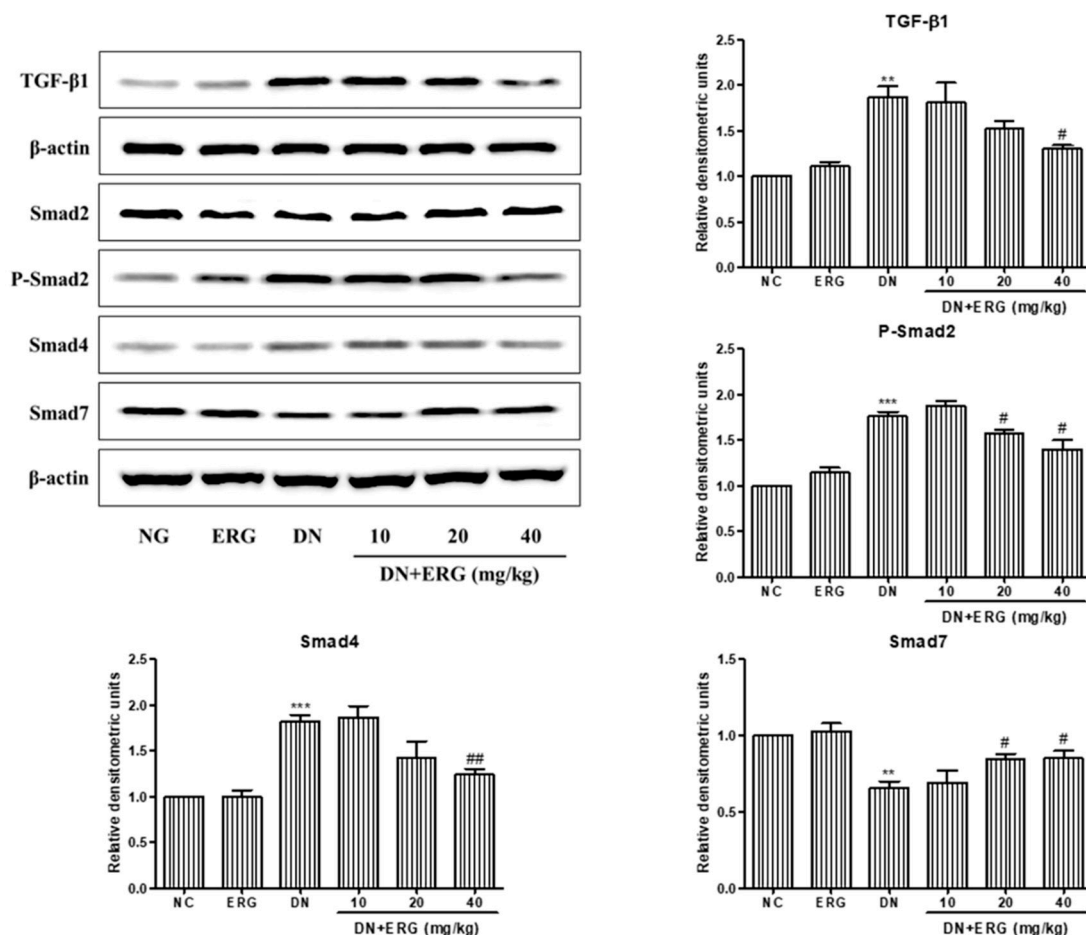 TGF-β1
β-actin
Smad2
P-Smad2
Smad4
Smad7
β-actin
NG ERG DN 10 20 40
DN+ERG (mg/kg)
TGF-β1
Relative densitometric units
2.5
2.0
1.5
1.0
0.5
0.0
**
#
NC ERG DN 10 20 40
DN+ERG (mg/kg)
P-Smad2
Relative densitometric units
2.5
2.0
1.5
1.0
0.5
0.0
***
# #
NC ERG DN 10 20 40
DN+ERG (mg/kg)
Smad4
Relative densitometric units
2.5
2.0
1.5
1.0
0.5
0.0
***
##
NC ERG DN 10 20 40
DN+ERG (mg/kg)
Smad7
Relative densitometric units
1.5
1.0
0.5
0.0
**
# #
NC ERG DN 10 20 40
DN+ERG (mg/kg)